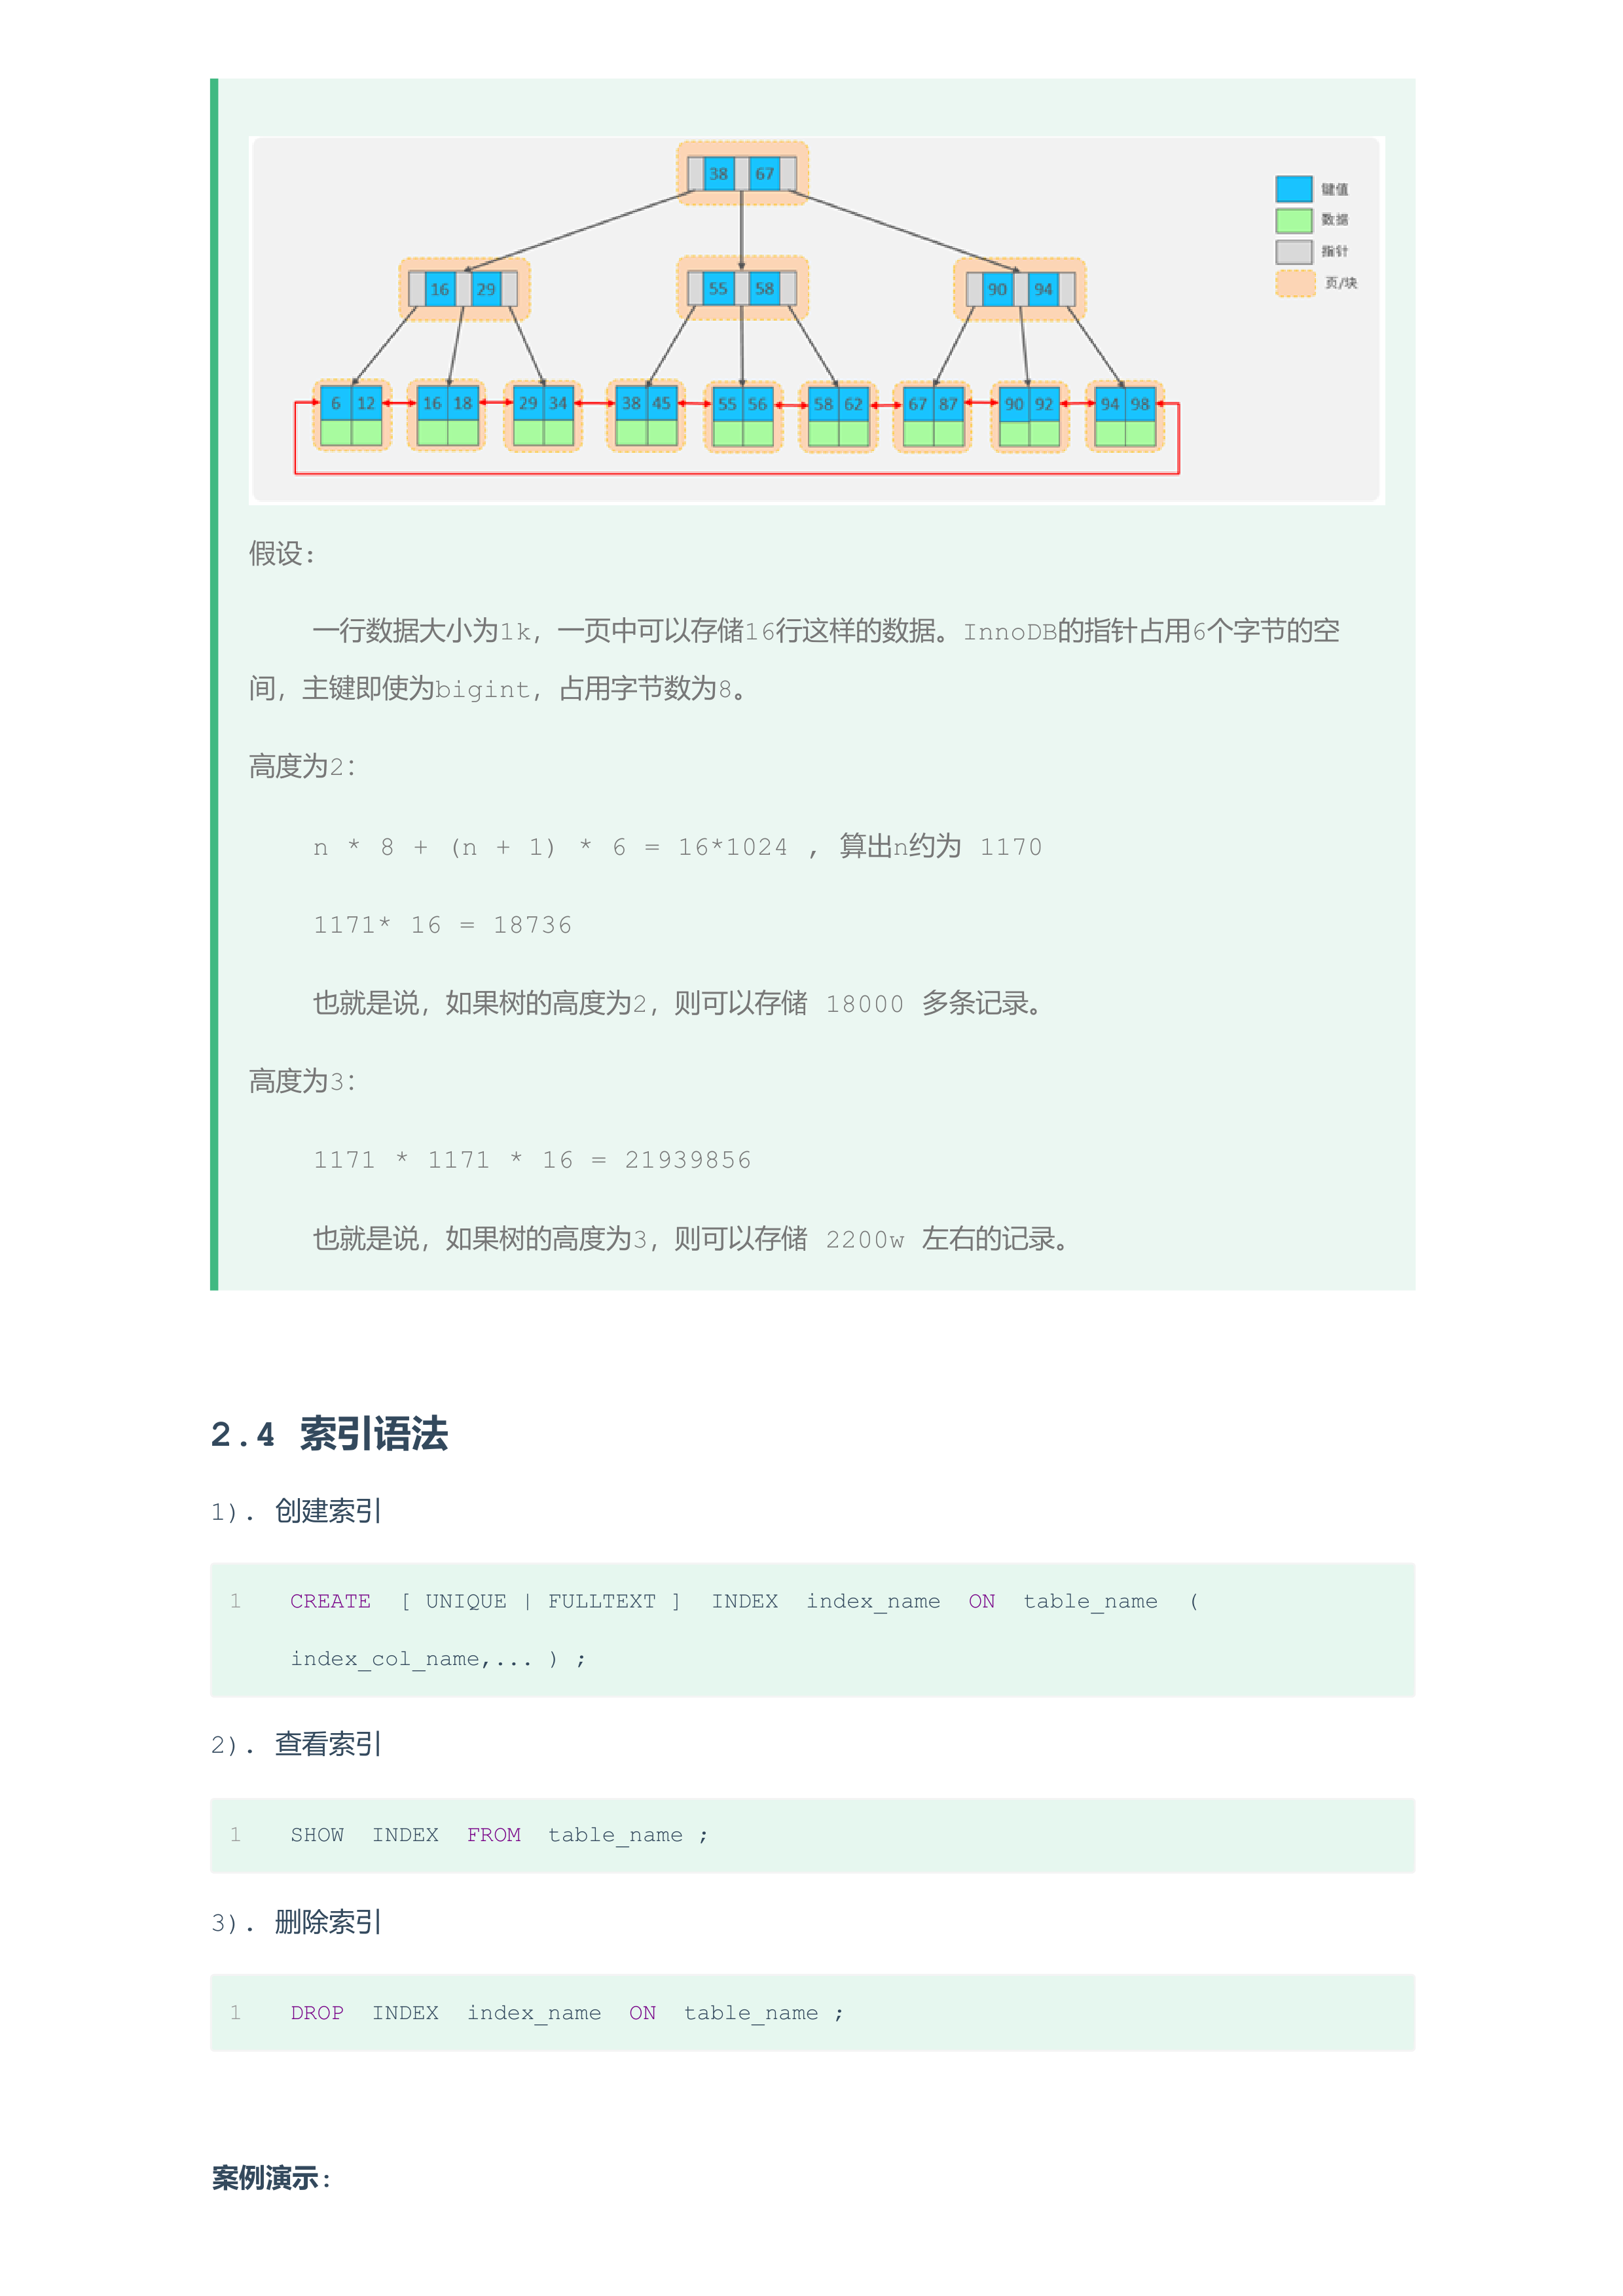 38 67
键值
数据
指针
页/块
16 29
55 58
90 94
6 12 16 18 29 34 38 45 55 56 58 62 67 87 90 92 94 98
假设:
一行数据大小为1k，一页中可以存储16行这样的数据。InnoDB的指针占用6个字节的空
间，主键即使为bigint，占用字节数为8。
高度为2:
n * 8 + (n + 1) * 6 = 16*1024 , 算出n约为 1170
1171* 16 = 18736
也就是说，如果树的高度为2，则可以存储 18000 多条记录。
高度为3:
1171 * 1171 * 16 = 21939856
也就是说，如果树的高度为3，则可以存储 2200w 左右的记录。
2.4 索引语法
1). 创建索引
1 CREATE [ UNIQUE | FULLTEXT ] INDEX index_name ON table_name (
index_col_name,... ) ;
2). 查看索引
1 SHOW INDEX FROM table_name ;
3). 删除索引
1 DROP INDEX index_name ON table_name ;
案例演示: